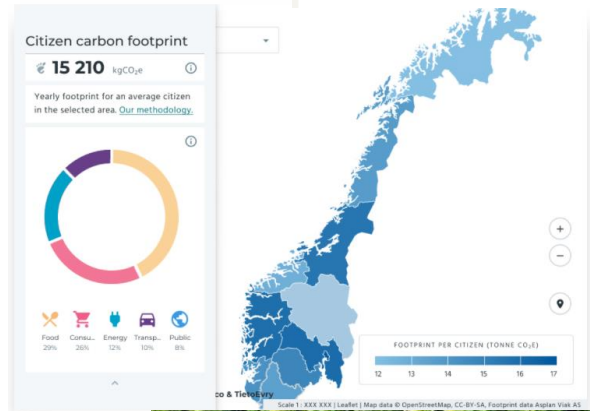 Citizen carbon footprint
15 210 kgCO₂e
Yearly footprint for an average citizen
in the selected area. Our methodology.
Food
29%
Consu...
26%
Energy
12%
Transp...
10%
Public
8%
FOOTPRINT PER CITIZEN (TONNE CO₂E)
12 13 14 15 16 17
co & TietoEvry
Scale 1 : XXX XXX | Leaflet | Map data © OpenStreetMap, CC-BY-SA, Footprint data Asplan Viak AS